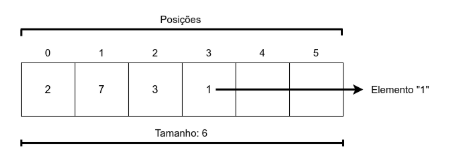 Posições
0 1 2 3 4 5
2 7 3 1 Elemento "1"
Tamanho: 6